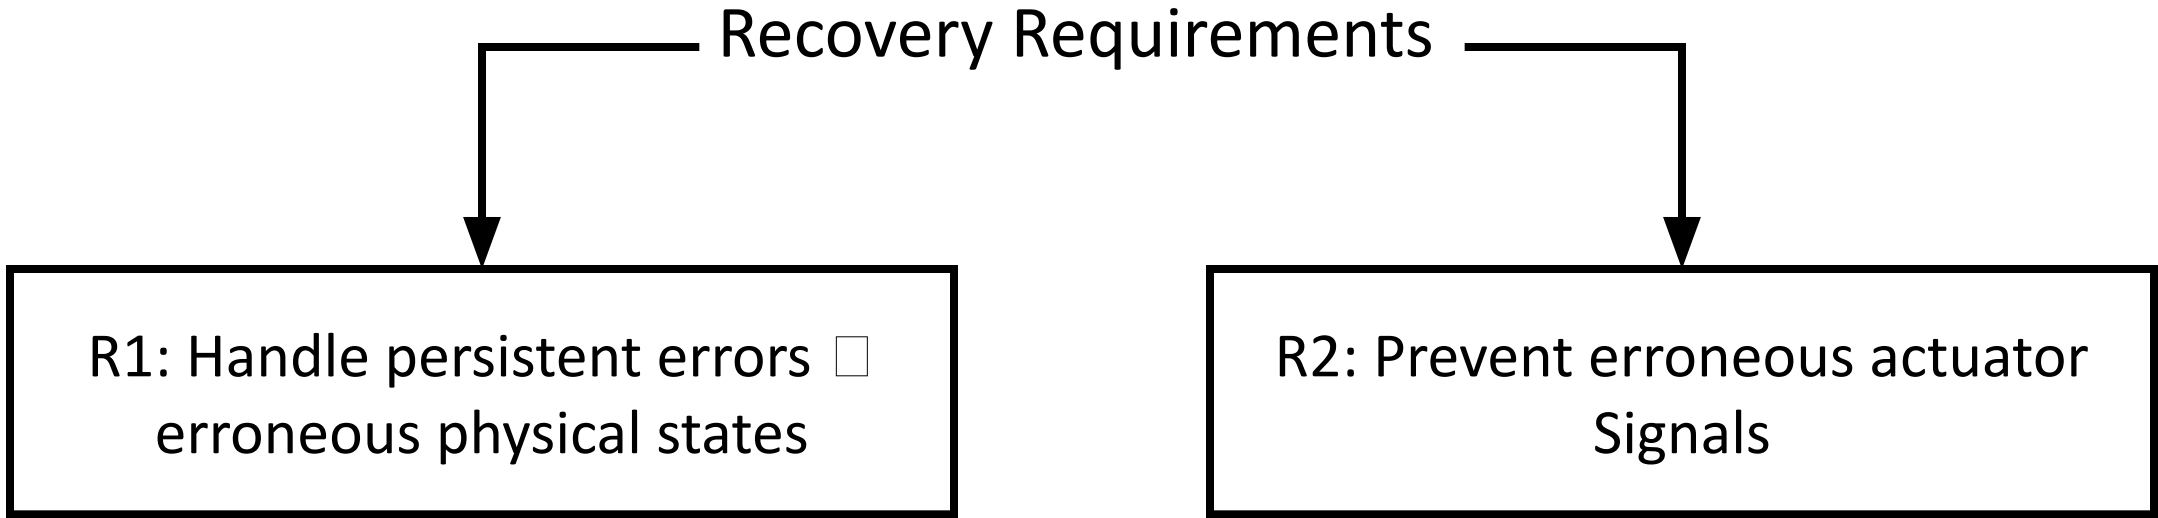 Recovery Requirements
R1: Handle persistent errors □
erroneous physical states
R2: Prevent erroneous actuator
Signals